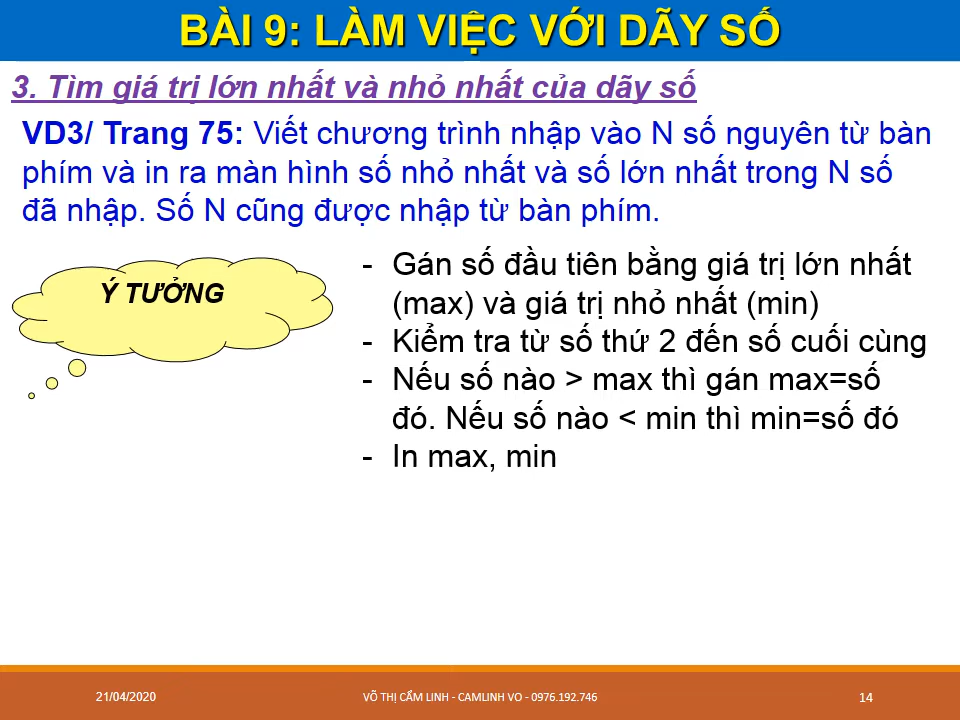 BÀI 9: LÀM VIỆC VỚI DÃY SỐ
3. Tìm giá trị lớn nhất và nhỏ nhất của dãy số
VD3/ Trang 75: Viết chương trình nhập vào N số nguyên từ bàn
phím và in ra màn hình số nhỏ nhất và số lớn nhất trong N số
đã nhập. Số N cũng được nhập từ bàn phím.
Ý TƯỞNG
- Gán số đầu tiên bằng giá trị lớn nhất
(max) và giá trị nhỏ nhất (min)
- Kiểm tra từ số thứ 2 đến số cuối cùng
- Nếu số nào > max thì gán max=số
đó. Nếu số nào < min thì min=số đó
- In max, min
21/04/2020
VÕ THỊ CẨM LINH - CAMLINH VO - 0976.192.746
14